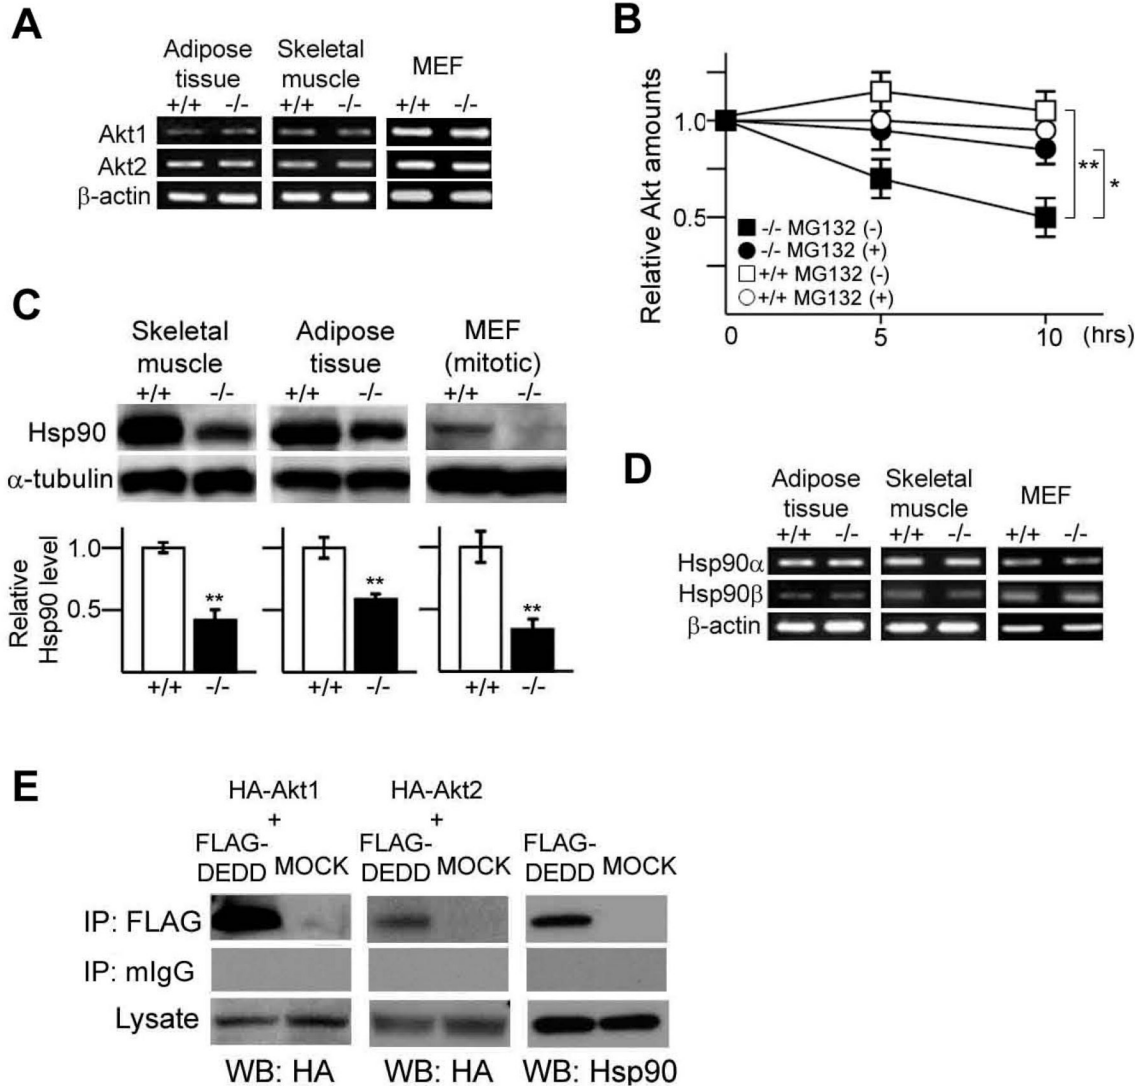 A
Adipose tissue
Skeletal muscle
MEF
+/+ -/- +/+ -/- +/+ -/-
Akt1
Akt2
β-actin
B
Relative Akt amounts
1.0
0.5
-/- MG132 (-)
-/- MG132 (+)
+/+ MG132 (-)
+/+ MG132 (+)
**
*
0 5 10 (hrs)
C
Skeletal muscle
Adipose tissue
MEF (mitotic)
+/+ -/- +/+ -/- +/+ -/-
Hsp90
α-tubulin
Relative Hsp90 level
1.0
0.5
** ** **
+/+ -/- +/+ -/- +/+ -/-
D
Adipose tissue
Skeletal muscle
MEF
+/+ -/- +/+ -/- +/+ -/-
Hsp90α
Hsp90β
β-actin
E
HA-Akt1 HA-Akt2
+ +
FLAG-DEDD MOCK FLAG-DEDD MOCK FLAG-DEDD MOCK
IP: FLAG
IP: mIgG
Lysate
WB: HA WB: HA WB: Hsp90